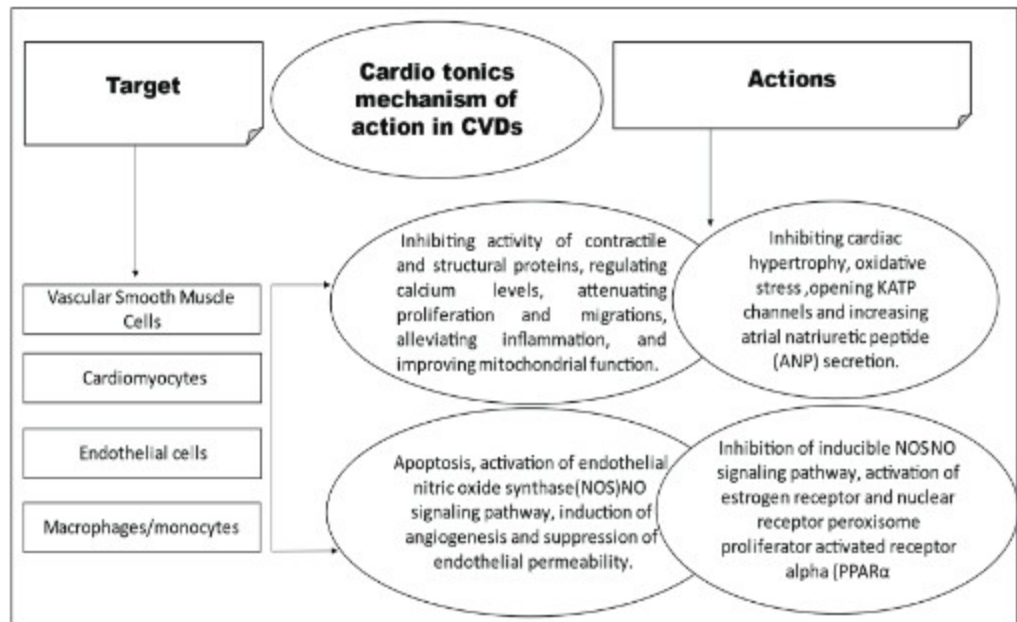 Target
Cardio tonics
mechanism of
action in CVDs
Actions
Vascular Smooth Muscle
Cells
Cardiomyocytes
Endothelial cells
Macrophages/monocytes
Inhibiting activity of contractile
and structural proteins, regulating
calcium levels, attenuating
proliferation and migrations,
alleviating inflammation, and
improving mitochondrial function.
Inhibiting cardiac
hypertrophy, oxidative
stress ,opening KATP
channels and increasing
atrial natriuretic peptide
(ANP) secretion.
Apoptosis, activation of endothelial
nitric oxide synthase(NOS)NO
signaling pathway, induction of
angiogenesis and suppression of
endothelial permeability.
Inhibition of inducible NOSNO
signaling pathway, activation of
estrogen receptor and nuclear
receptor peroxisome
proliferator activated receptor
alpha (PPARα